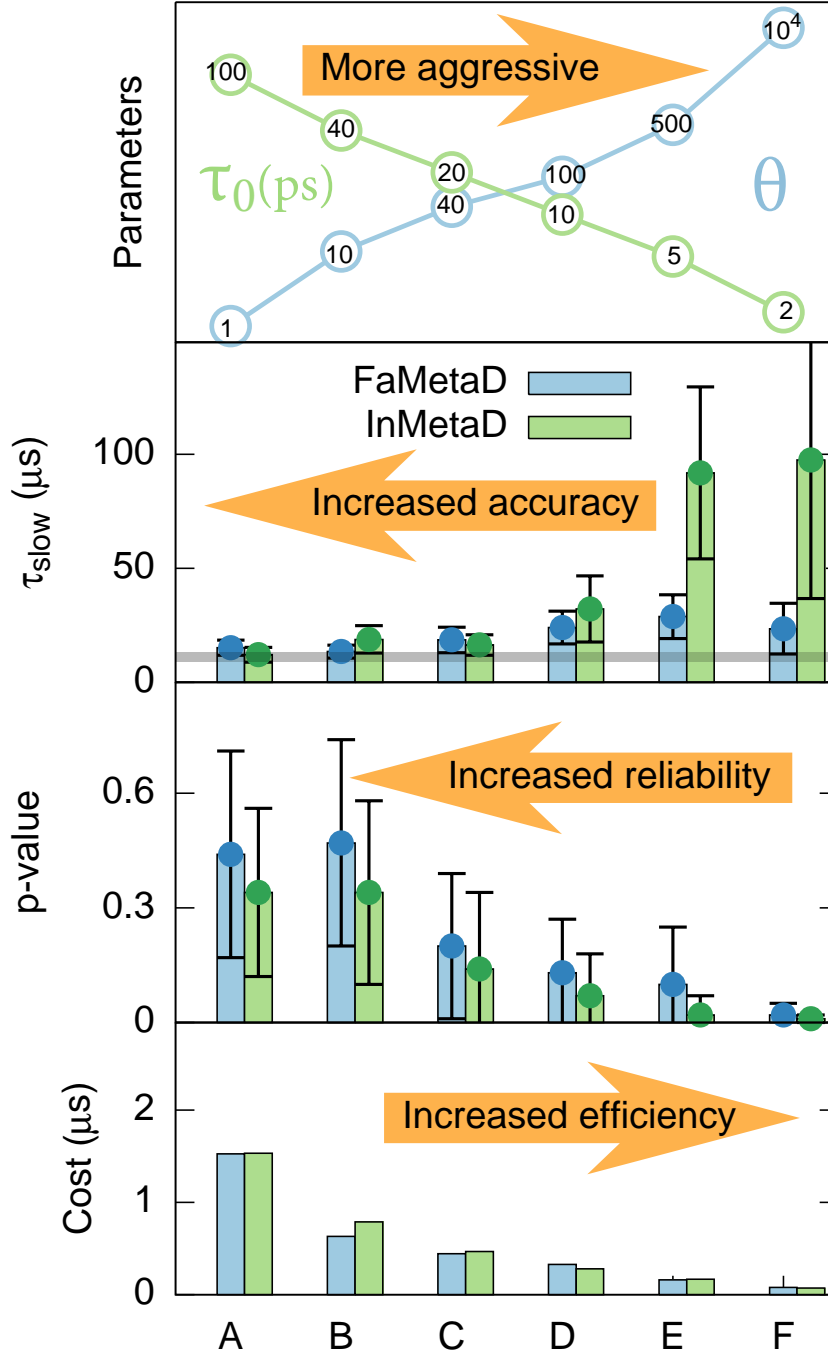 More aggressive
10⁴
100
40
500
20
100
τ₀(ps)
θ
40
10
10
5
1
2
Parameters
FaMetaD
InMetaD
100
Increased accuracy
50
0
τslow (μs)
Increased reliability
0.6
0.3
0
p-value
2
Increased efficiency
1
0
Cost (μs)
A B C D E F